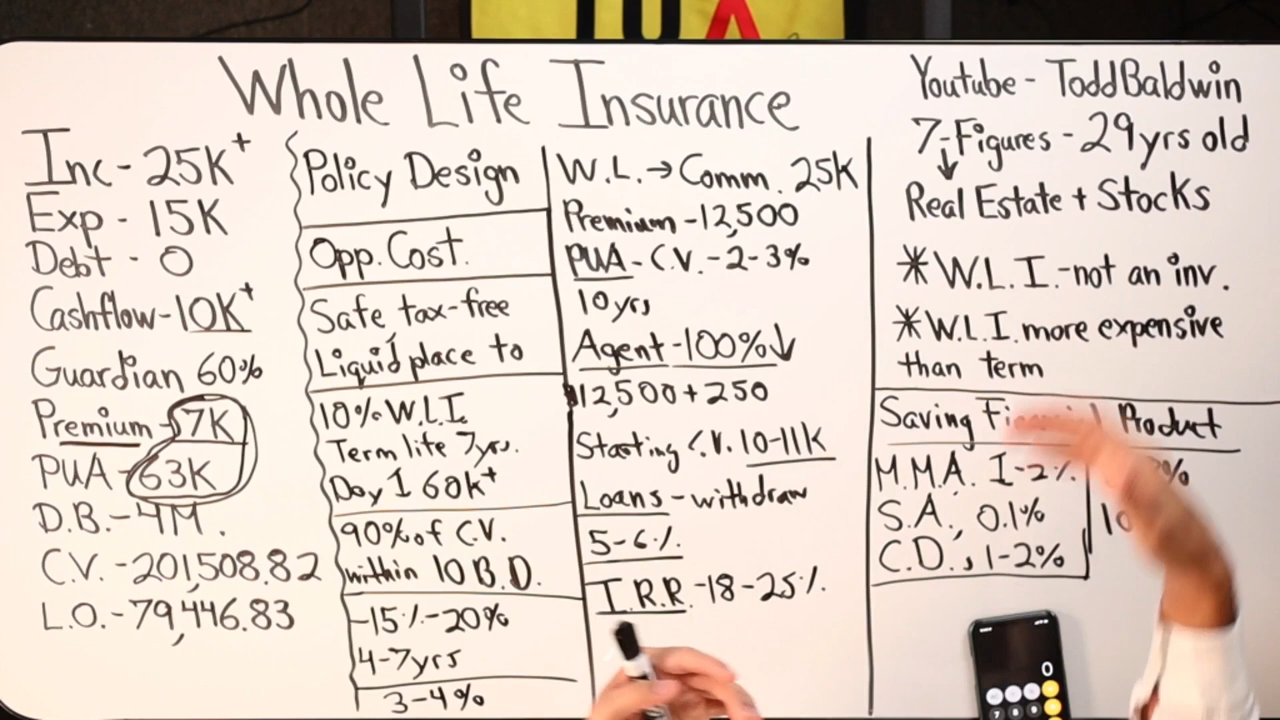 Whole Life Insurance
Inc - 25K+
Exp - 15K
Debt - 0
Cashflow - 10K+
Guardian 60%
Premium - 7K
PUA - 63K
D.B. - 4M.
C.V. - 201,508.82
L.O. - 79,446.83
Policy Design
Opp. Cost.
Safe, tax-free
Liquid place to
10% W.L.I.
Term life 7yrs.
Day 1 60K+
90% of C.V.
within 10 B.D.
-15%-20%
4-7yrs
3-4%
W.L.→Comm. 25K
Premium - 12,500
PUA - C.V. - 2-3%
10yrs
Agent - 100%↓
12,500 + 250
Starting C.V. 10-11K
Loans - withdraw
5-6%
I.R.R. - 18-25%
Youtube - ToddBaldwin
7-Figures - 29yrs old
↓
Real Estate + Stocks
*W.L.I. - not an inv.
*W.L.I. more expensive
than term
Saving Product
M.M.A. 1-2%
S.A., 0.1%
C.D., 1-2%
0